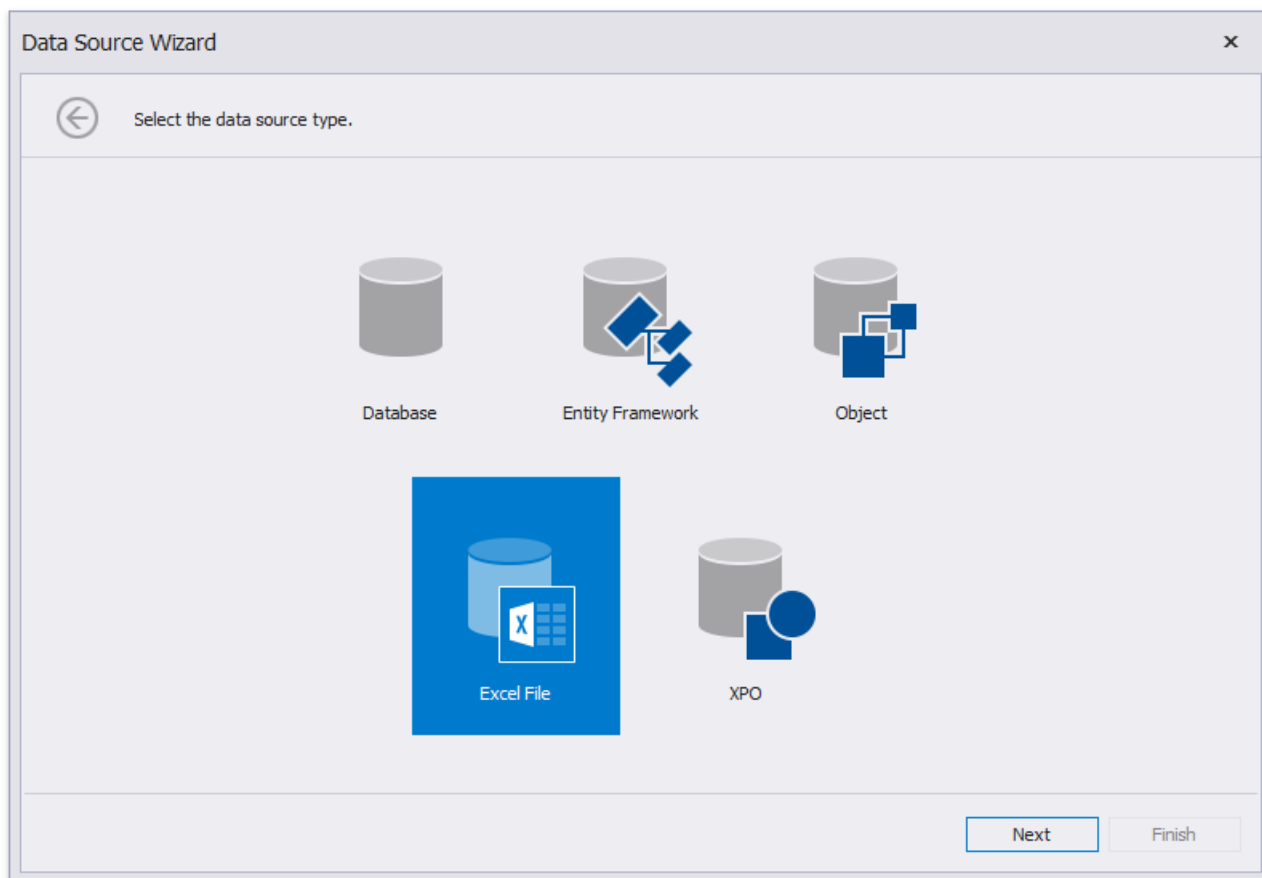 Data Source Wizard
Select the data source type.
Database
Entity Framework
Object
X
Excel File
XPO
Next
Finish